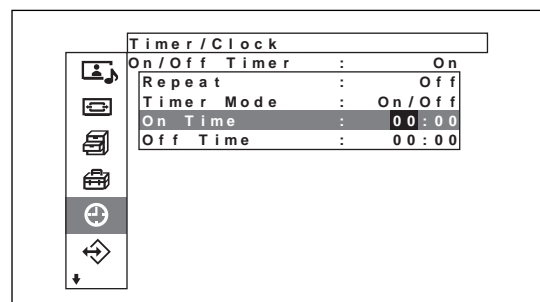 Timer/Clock
On/Off Timer : On
Repeat : Off
Timer Mode : On/Off
On Time : 00:00
Off Time : 00:00